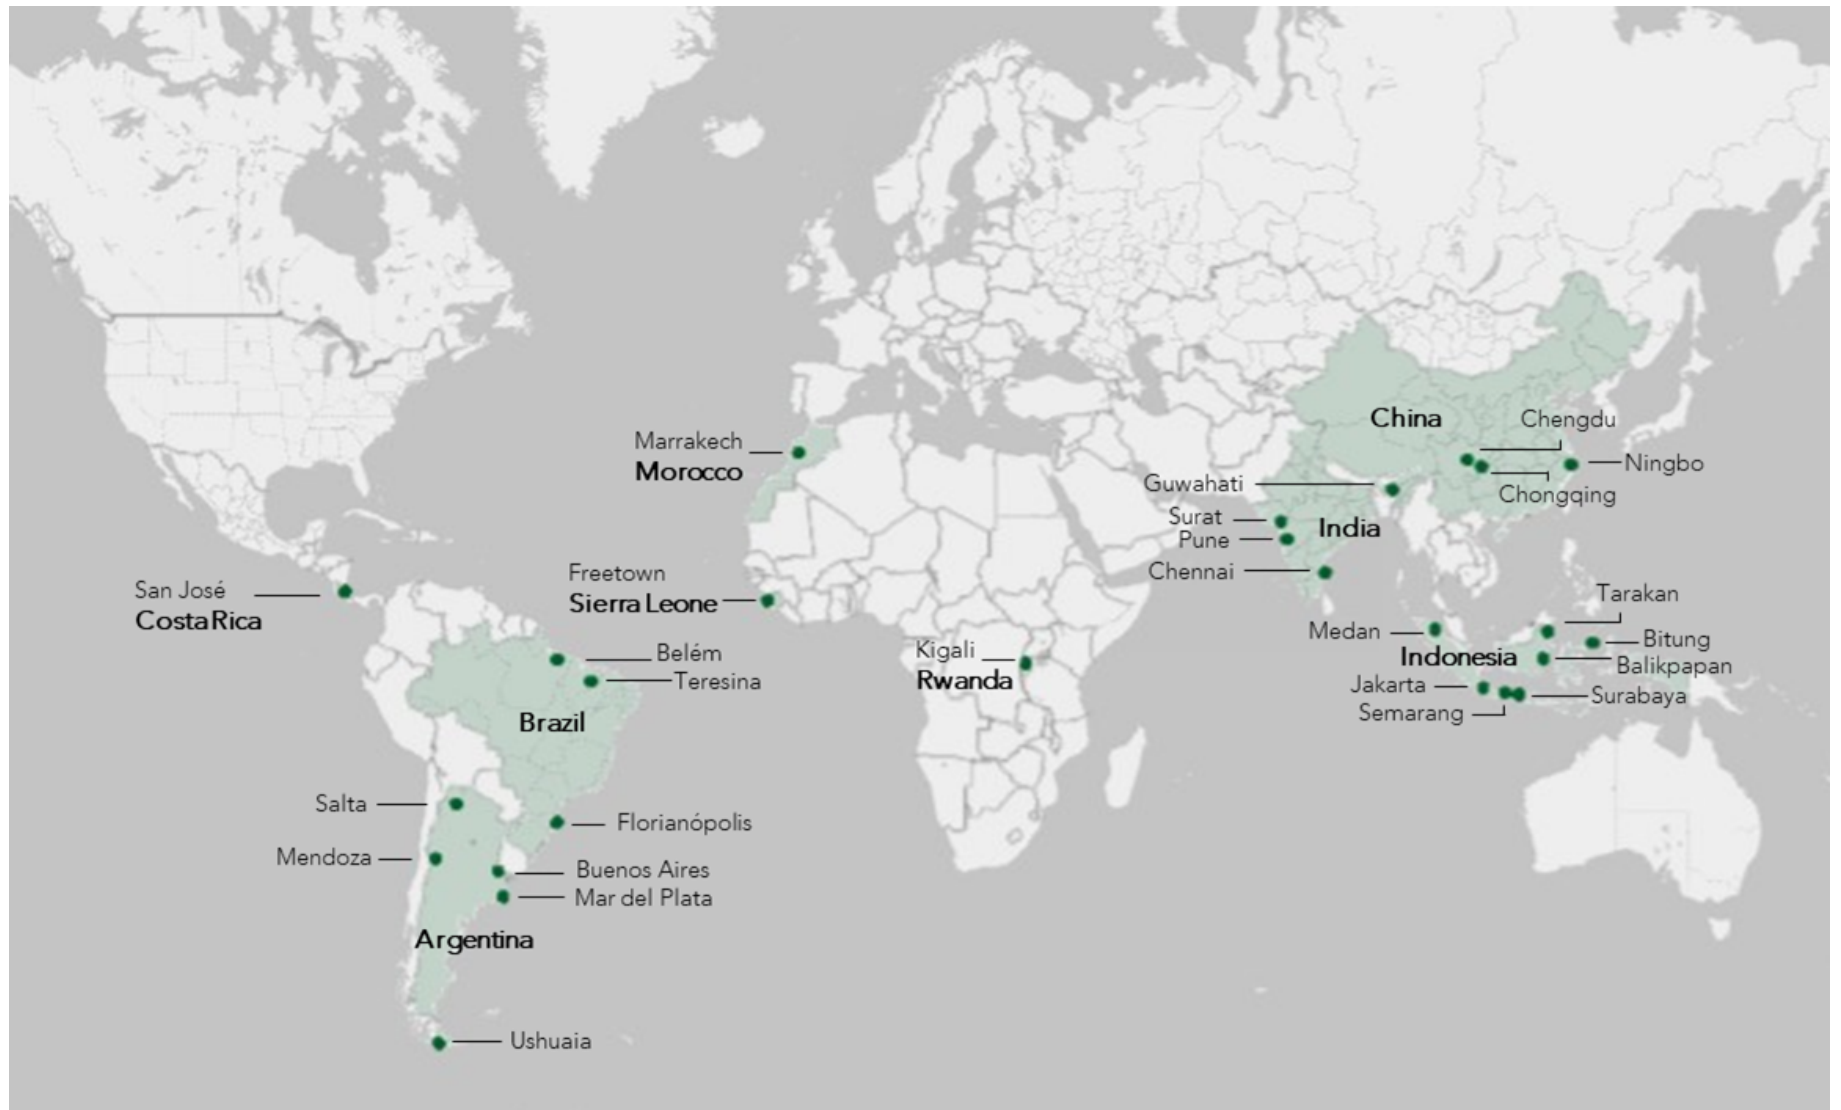 China
Chengdu
Marrakech
Morocco
Ningbo
Guwahati
Chongqing
Surat
India
Pune
Chennai
Freetown
Sierra Leone
San José
CostaRica
Tarakan
Medan
Bitung
Kigali
Rwanda
Belém
Indonesia
Balikpapan
Teresina
Jakarta
Surabaya
Semarang
Brazil
Salta
Florianópolis
Mendoza
Buenos Aires
Mar del Plata
Argentina
Ushuaia